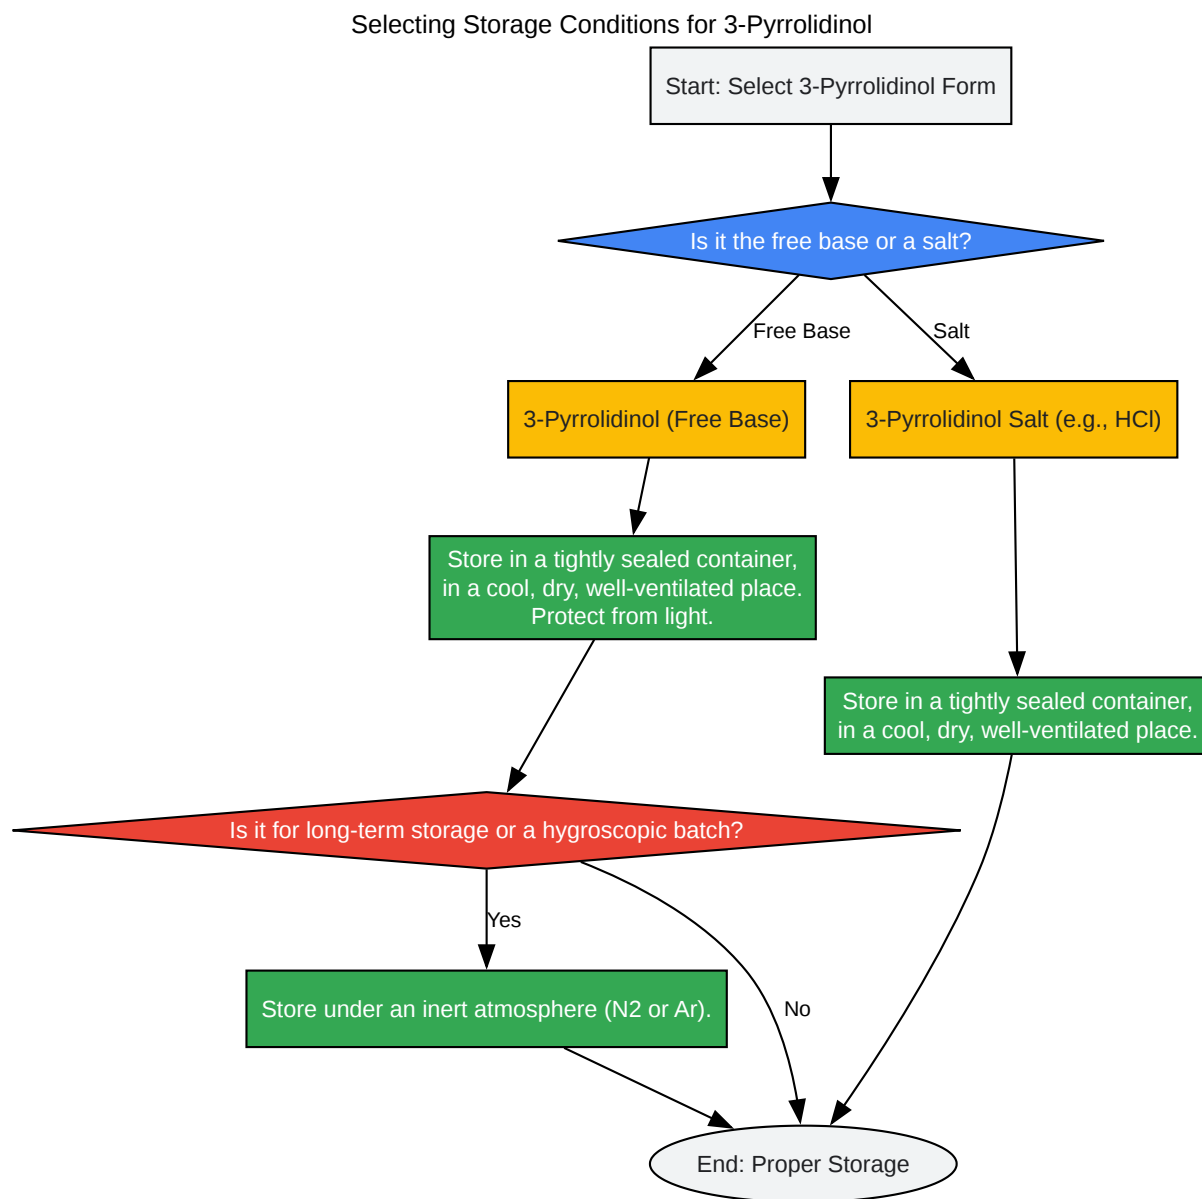 Selecting Storage Conditions for 3-Pyrrolidinol
Start: Select 3-Pyrrolidinol Form
Is it the free base or a salt?
Free Base
Salt
3-Pyrrolidinol (Free Base)
3-Pyrrolidinol Salt (e.g., HCl)
Store in a tightly sealed container,
in a cool, dry, well-ventilated place.
Protect from light.
Store in a tightly sealed container,
in a cool, dry, well-ventilated place.
Is it for long-term storage or a hygroscopic batch?
Yes
No
Store under an inert atmosphere (N2 or Ar).
End: Proper Storage